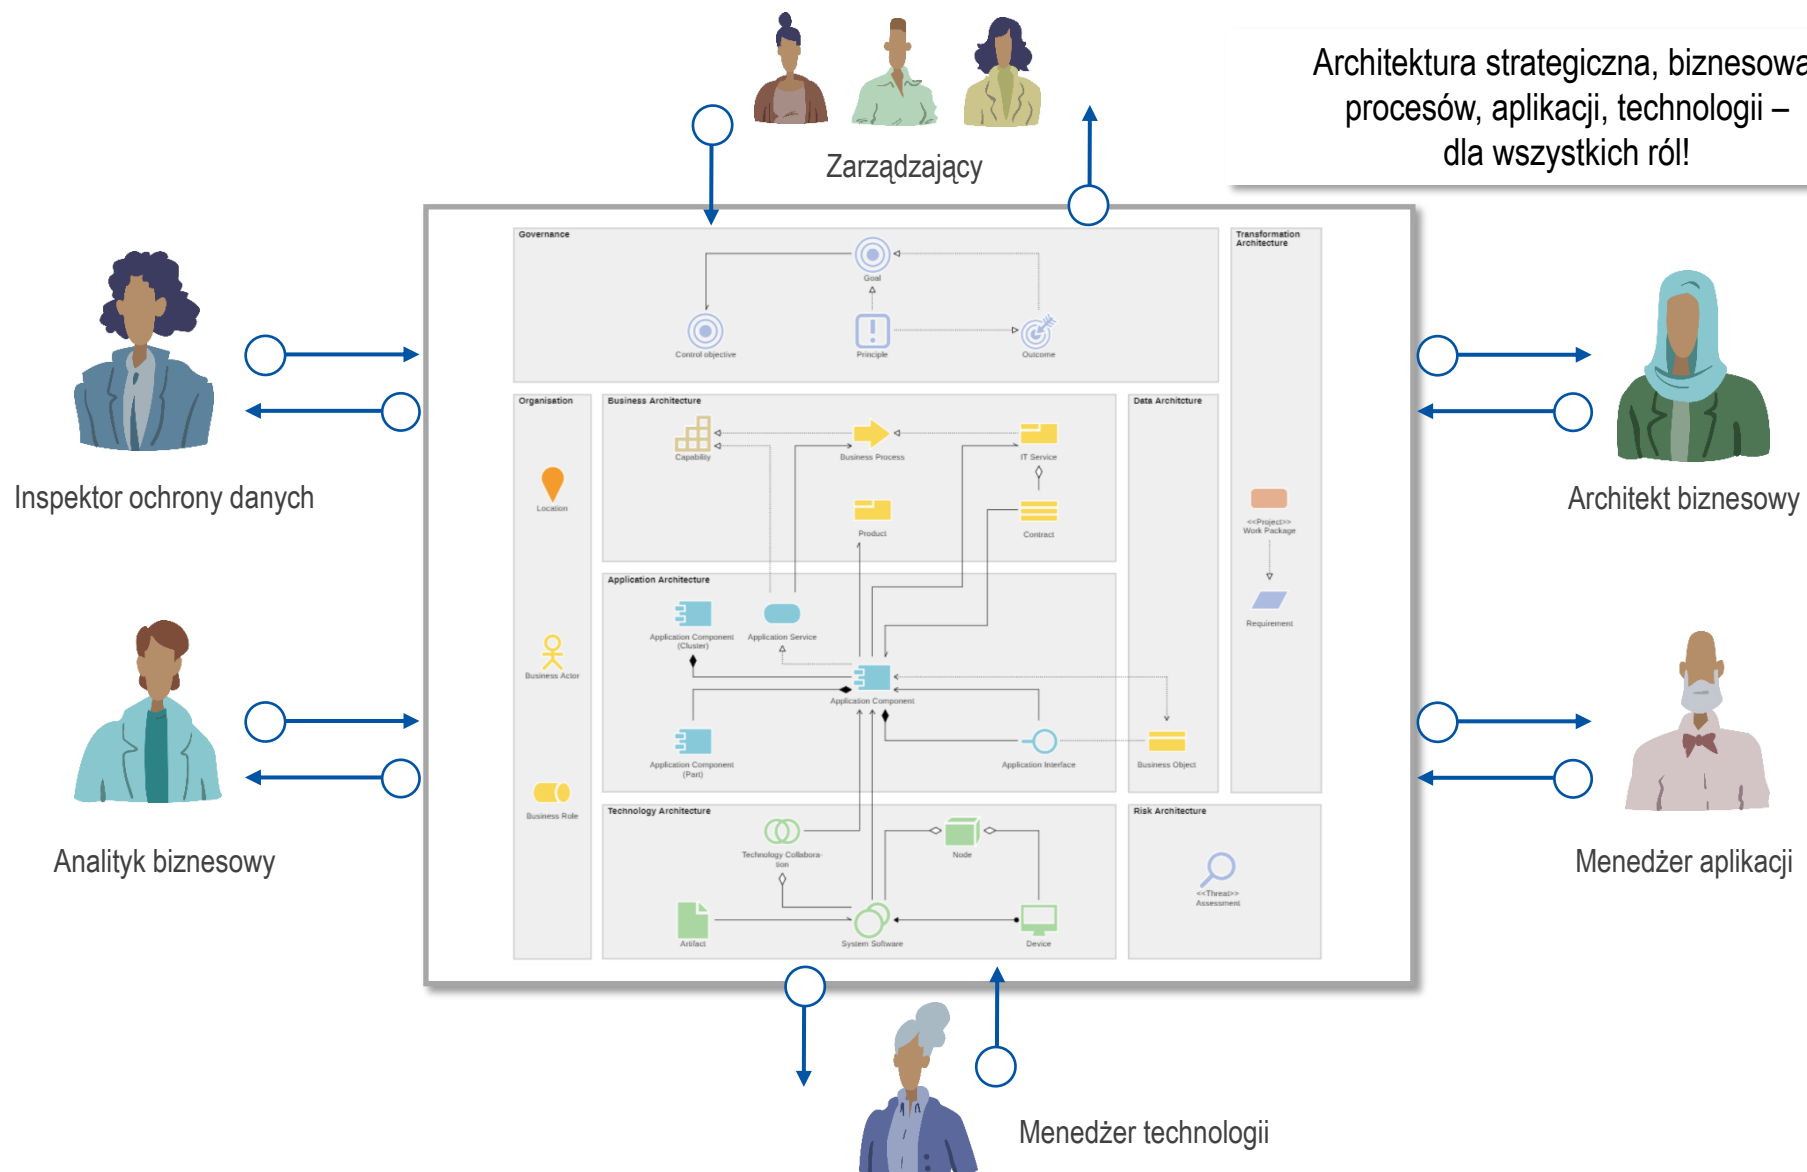 Architektura strategiczna, biznesowa
procesów, aplikacji, technologii –
dla wszystkich ról!
Zarządzający
Governance
Goal
Control objective
Principle
Outcome
Transformation
Architecture
<<Project>>
Work Package
Requirement
Organisation
Location
Business Actor
Business Role
Business Architecture
Capability
Business Process
IT Service
Product
Contract
Data Architcture
Business Object
Application Architecture
Application Component
(Cluster)
Application Service
Application Component
Application Component
(Part)
Application Interface
Technology Architecture
Technology Collabora-
tion
Node
Artifact
System Software
Device
Risk Architecture
<<Threat>>
Assessment
Inspektor ochrony danych
Architekt biznesowy
Analityk biznesowy
Menedżer aplikacji
Menedżer technologii